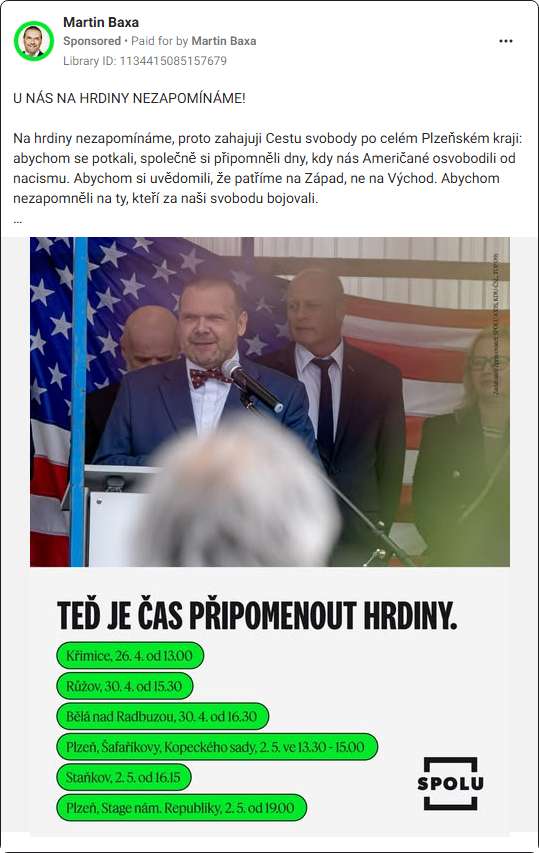 Martin Baxa
Sponsored • Paid for by Martin Baxa
Library ID: 1134415085157679
U NÁS NA HRDINY NEZAPOMÍNÁME!
Na hrdiny nezapomínáme, proto zahajuji Cestu svobody po celém Plzeňském kraji:
abychom se potkali, společně si připomněli dny, kdy nás Američané osvobodili od
nacismu. Abychom si uvědomili, že patříme na Západ, ne na Východ. Abychom
nezapomněli na ty, kteří za naši svobodu bojovali.
...
TEĎ JE ČAS PŘIPOMENOUT HRDINY.
Křimice, 26. 4. od 13.00
Růžov, 30. 4. od 15.30
Bělá nad Radbuzou, 30. 4. od 16.30
Plzeň, Šafaříkovy, Kopeckého sady, 2. 5. ve 13.30 - 15.00
Staňkov, 2. 5. od 16.15
Plzeň, Stage nám. Republiky, 2. 5. od 19.00
SPOLU